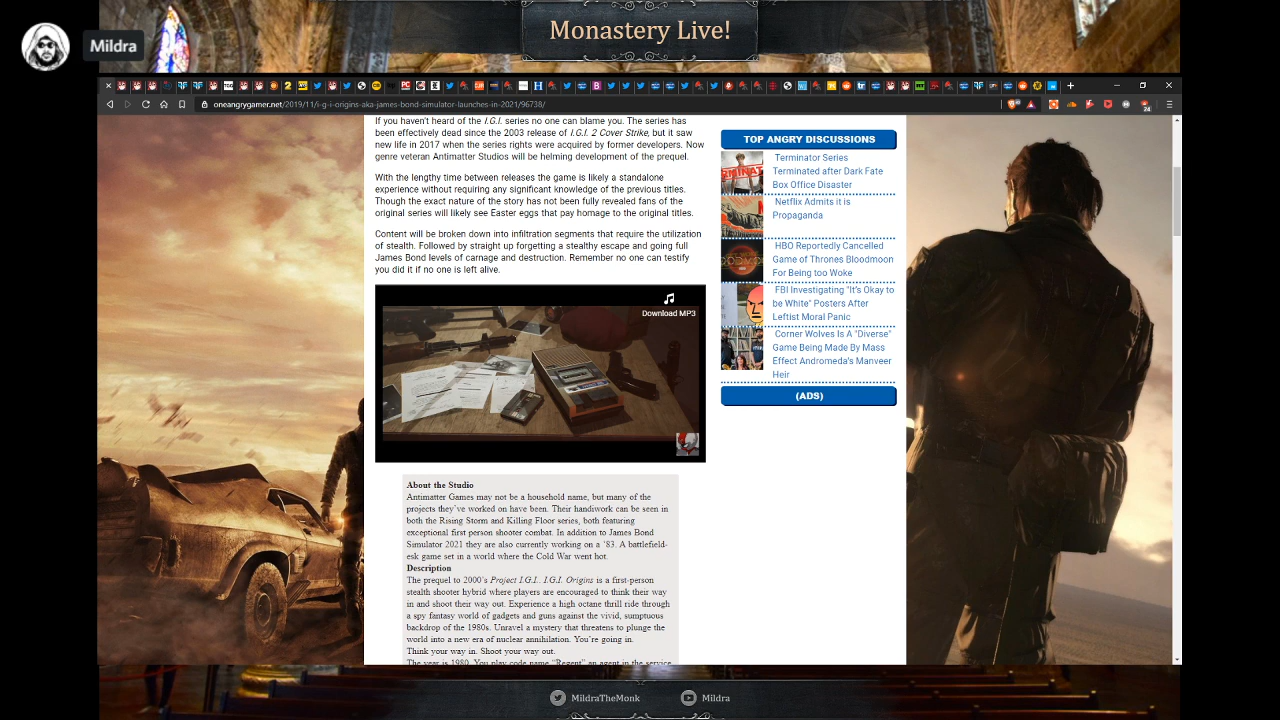 Monastery Live!
Mildra
oneangrygamer.net/2019/11/i-g-i-origins-aka-james-bond-simulator-launches-in-2021/96738/
If you haven't heard of the I.G.I. series no one can blame you. The series has
been effectively dead since the 2003 release of I.G.I. 2 Cover Strike, but it saw
new life in 2017 when the series rights were acquired by former developers. Now
genre veteran Antimatter Studios will be helming development of the prequel.
With the lengthy time between releases the game is likely a standalone
experience without requiring any significant knowledge of the previous titles.
Though the exact nature of the story has not been fully revealed fans of the
original series will likely see Easter eggs that pay homage to the original titles.
Content will be broken down into infiltration segments that require the utilization
of stealth. Followed by straight up forgetting a stealthy escape and going full
James Bond levels of carnage and destruction. Remember no one can testify
you did it if no one is left alive.
Download MP3
About the Studio
Antimatter Games may not be a household name, but many of the
projects they've worked on have been. Their handiwork can be seen in
both the Rising Storm and Killing Floor series, both featuring
exceptional first person shooter combat. In addition to James Bond
Simulator 2021 they are also currently working on a '83. A battlefield-
esk game set in a world where the Cold War went hot.
Description
The prequel to 2000's Project I.G.I.. I.G.I. Origins is a first-person
stealth shooter hybrid where players are encouraged to think their way
in and shoot their way out. Experience a high octane thrill ride through
a spy fantasy world of gadgets and guns against the vivid, sumptuous
backdrop of the 1980s. Unravel a mystery that threatens to plunge the
world into a new era of nuclear annihilation. You're going in.
Think your way in. Shoot your way out.
The year is 1980. You play code name "Regent" an agent in the service
TOP ANGRY DISCUSSIONS
Terminator Series
Terminated after Dark Fate
Box Office Disaster
Netflix Admits it is
Propaganda
HBO Reportedly Cancelled
Game of Thrones Bloodmoon
For Being too Woke
FBI Investigating "It's Okay to
be White" Posters After
Leftist Moral Panic
Corner Wolves Is A "Diverse"
Game Being Made By Mass
Effect Andromeda's Manveer
Heir
(ADS)
MildraTheMonk
Mildra